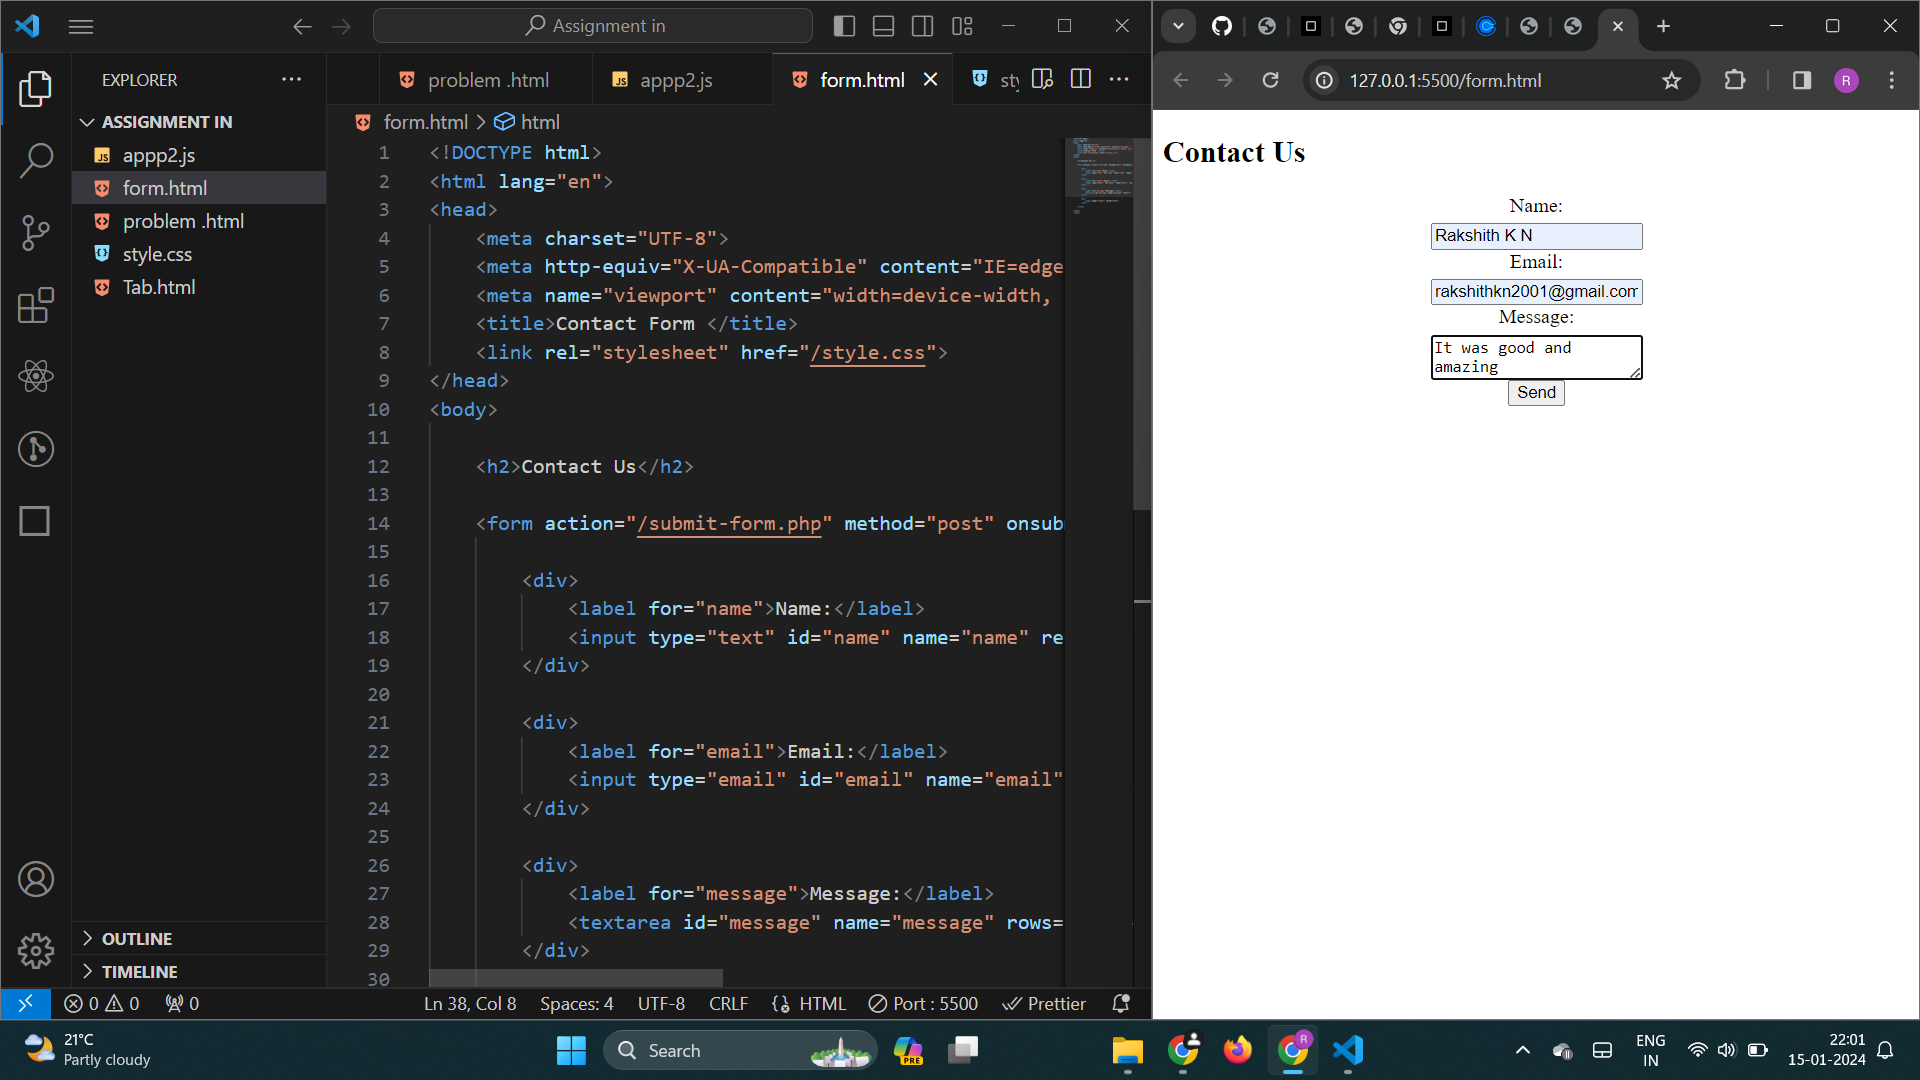 Assignment in
EXPLORER
ASSIGNMENT IN
appp2.js
form.html
problem .html
style.css
Tab.html
OUTLINE
TIMELINE
problem .html
appp2.js
form.html
sty
form.html > html
1 <!DOCTYPE html>
2 <html lang="en">
3 <head>
4 <meta charset="UTF-8">
5 <meta http-equiv="X-UA-Compatible" content="IE=edge
6 <meta name="viewport" content="width=device-width,
7 <title>Contact Form </title>
8 <link rel="stylesheet" href="/style.css">
9 </head>
10 <body>
11
12 <h2>Contact Us</h2>
13
14 <form action="/submit-form.php" method="post" onsub
15
16 <div>
17 <label for="name">Name:</label>
18 <input type="text" id="name" name="name" re
19 </div>
20
21 <div>
22 <label for="email">Email:</label>
23 <input type="email" id="email" name="email"
24 </div>
25
26 <div>
27 <label for="message">Message:</label>
28 <textarea id="message" name="message" rows=
29 </div>
30
0 0 0 Ln 38, Col 8 Spaces: 4 UTF-8 CRLF HTML Port : 5500 Prettier
127.0.0.1:5500/form.html
R
Contact Us
Name:
Rakshith K N
Email:
rakshithkn2001@gmail.com
Message:
It was good and
amazing
Send
21°C
Partly cloudy
Search
PRE
R
ENG
IN
22:01
15-01-2024